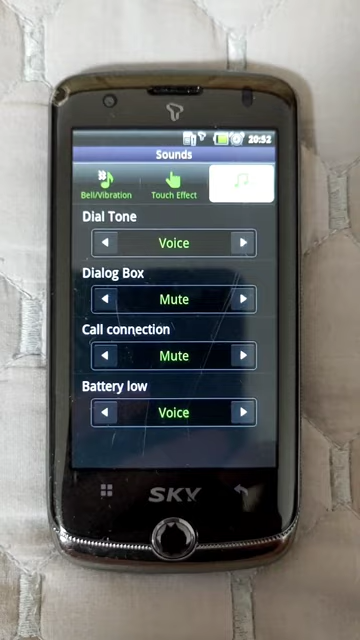 20:52
Sounds
Bell/Vibration
Touch Effect
Dial Tone
Voice
Dialog Box
Mute
Call connection
Mute
Battery low
Voice
SKY